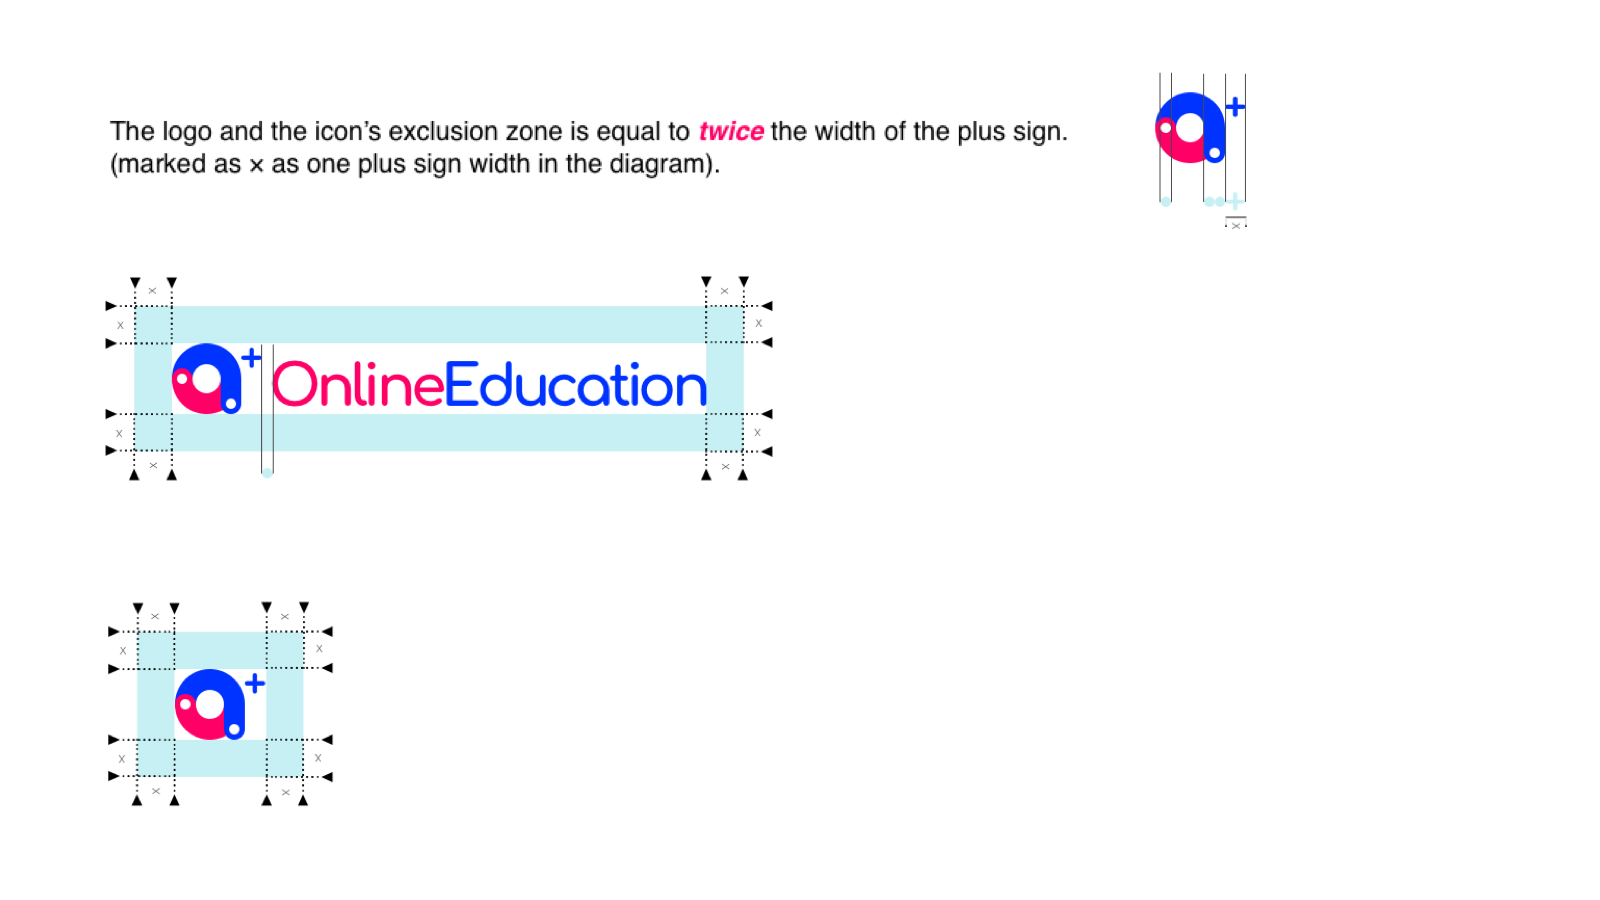 The logo and the icon’s exclusion zone is equal to twice the width of the plus sign.
(marked as × as one plus sign width in the diagram).
x
x x
x x
OnlineEducation
x x
x x
x x
x x
x x
x x